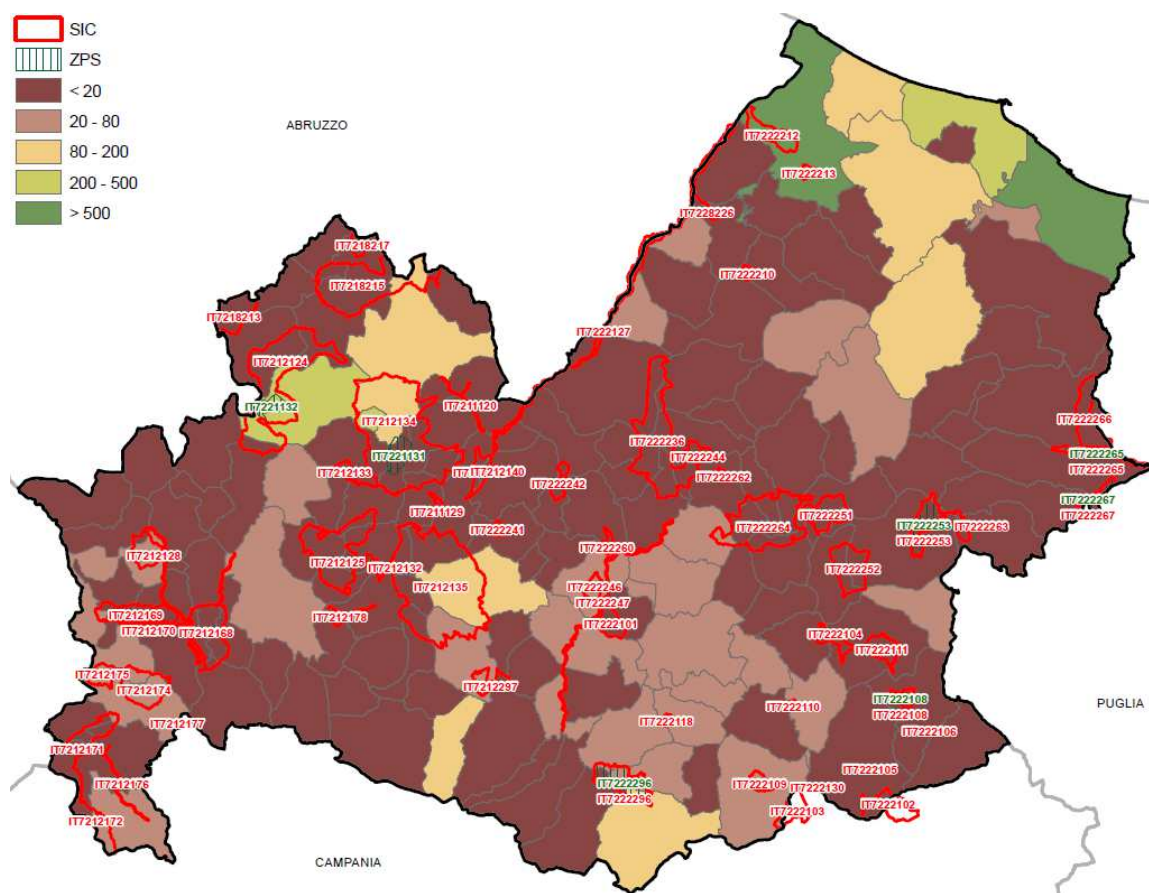 SIC
ZPS
< 20
20 - 80
80 - 200
200 - 500
> 500
ABRUZZO
IT7222212
IT7222213
IT7228226
IT7218217
IT7222210
IT7218215
IT7218213
IT7222127
IT7212124
IT7221132
IT7211120
IT7212134
IT7222266
IT7222236
IT7221131
IT7222244
IT7222265
IT7212133
IT7212140
IT7222265
IT7222262
IT7222242
IT7222267
IT7211129
IT7222267
IT7222264
IT7222251
IT7222253
IT7222263
IT7222241
IT7222253
IT7222260
IT7212128
IT7212125
IT7212132
IT7222252
IT7212135
IT7222246
IT7222247
IT7212169
IT7212178
IT7222101
IT7212170
IT7212168
IT7222104
IT7222111
IT7212175
IT7212297
IT7212174
IT7222108
PUGLIA
IT7222110
IT7222108
IT7212177
IT7222118
IT7222106
IT7212171
IT7222105
IT7212176
IT7222296
IT7222109
IT7222130
IT7222296
IT7222102
IT7222103
IT7212172
CAMPANIA